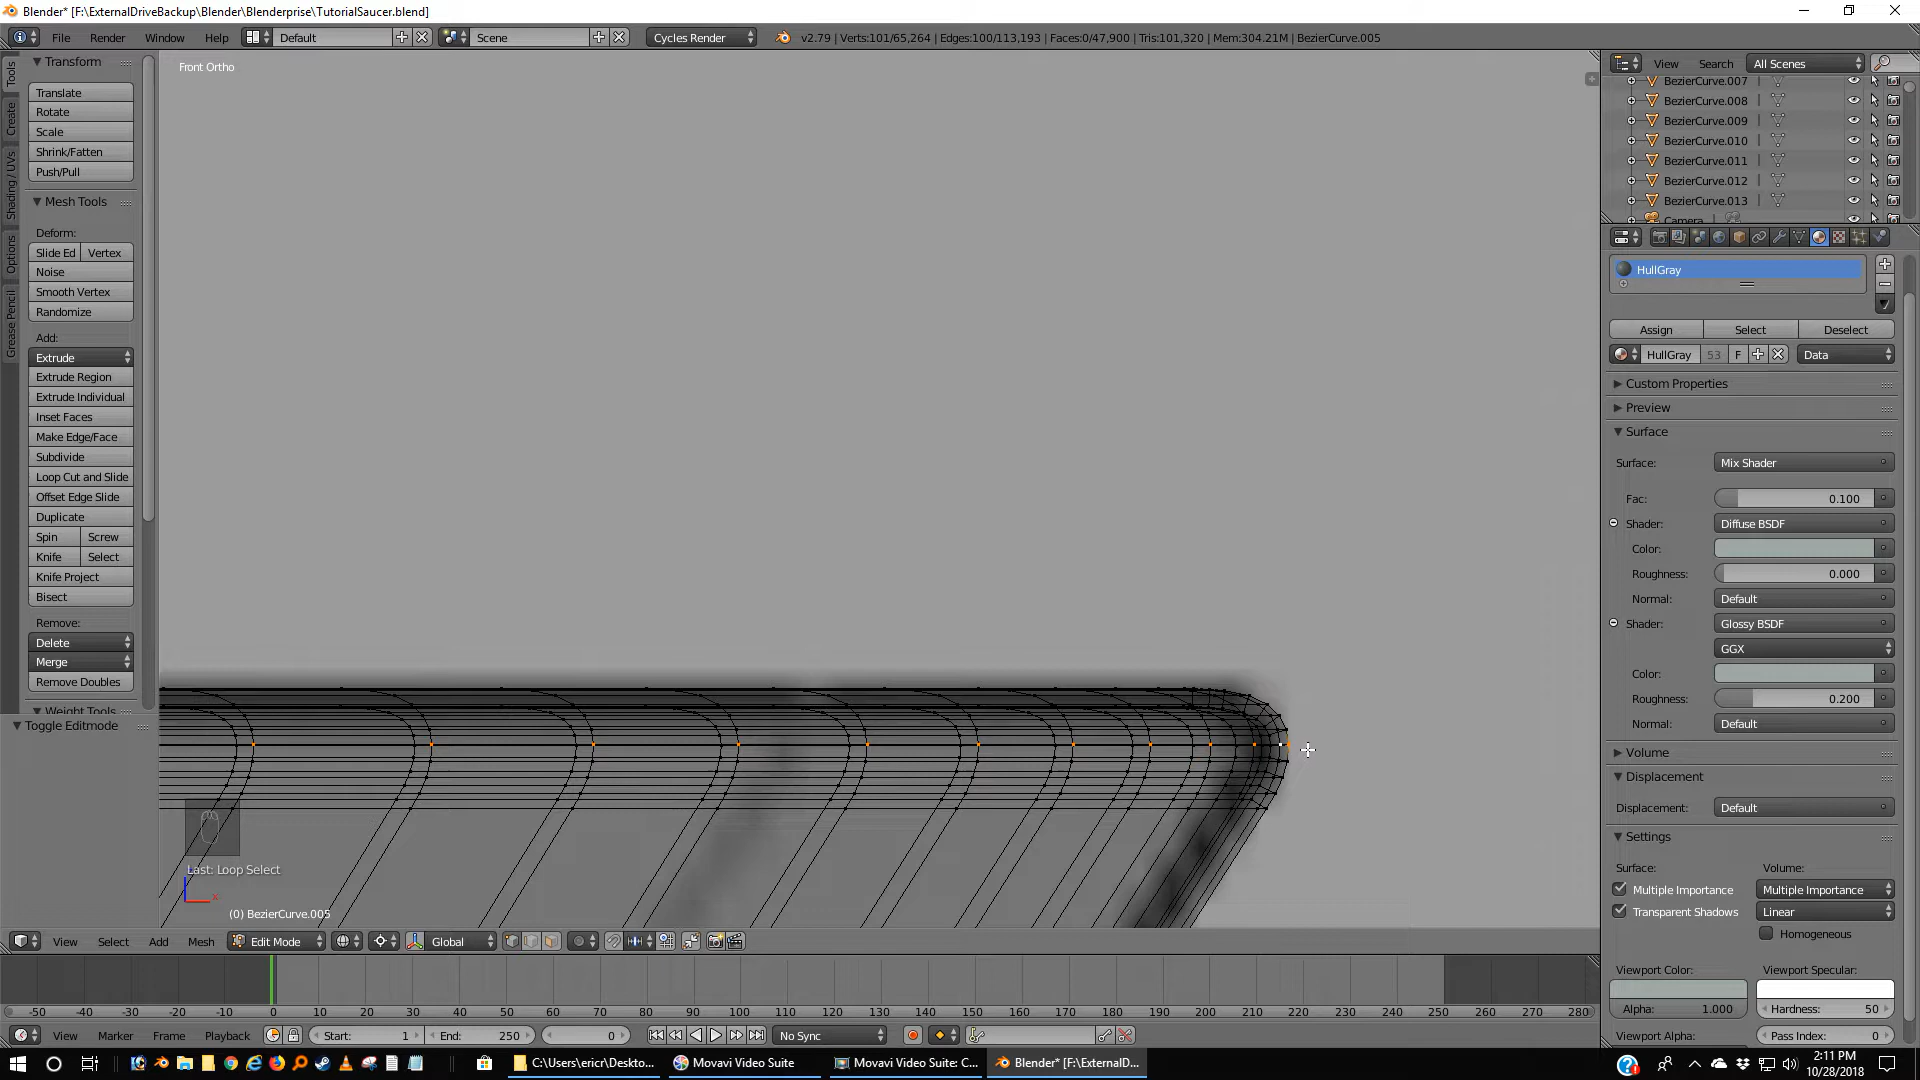 Blender* [F:\ExternalDriveBackup\Blender\Blenderprise\TutorialSaucer.blend]
File Render Window Help Default Scene Cycles Render v2.79 | Verts:101/65,264 | Edges:100/113,193 | Faces:0/47,900 | Tris:101,320 | Mem:304.21M | BezierCurve.005
Transform
Front Ortho
View Search All Scenes
Tools
Create
Shading / UVs
Options
Grease Pencil
Translate
Rotate
Scale
Shrink/Fatten
Push/Pull
Mesh Tools
Deform:
Slide Ed Vertex
Noise
Smooth Vertex
Randomize
Add:
Extrude
Extrude Region
Extrude Individual
Inset Faces
Make Edge/Face
Subdivide
Loop Cut and Slide
Offset Edge Slide
Duplicate
Spin Screw
Knife Select
Knife Project
Bisect
Remove:
Delete
Merge
Remove Doubles
Weight Tools
Toggle Editmode
Last: Loop Select
x
(0) BezierCurve.005
BezierCurve.007
BezierCurve.008
BezierCurve.009
BezierCurve.010
BezierCurve.011
BezierCurve.012
BezierCurve.013
Camera
HullGray
Assign Select Deselect
HullGray 53 F Data
Custom Properties
Preview
Surface
Surface: Mix Shader
Fac: 0.100
Shader: Diffuse BSDF
Color:
Roughness: 0.000
Normal: Default
Shader: Glossy BSDF
GGX
Color:
Roughness: 0.200
Normal: Default
Volume
Displacement
Displacement: Default
Settings
Surface: Volume:
Multiple Importance Multiple Importance
Transparent Shadows Linear
Homogeneous
Viewport Color: Viewport Specular:
Alpha: 1.000 Hardness: 50
Viewport Alpha: Pass Index: 0
View Select Add Mesh Edit Mode Global
-50 -40 -30 -20 -10 0 10 20 30 40 50 60 70 80 90 100 110 120 130 140 150 160 170 180 190 200 210 220 230 240 250 260 270 280
View Marker Frame Playback Start: 1 End: 250 0 No Sync
C:\Users\ericr\Deskto... Movavi Video Suite Movavi Video Suite: C... Blender* [F:\ExternalD...
2:11 PM
10/28/2018